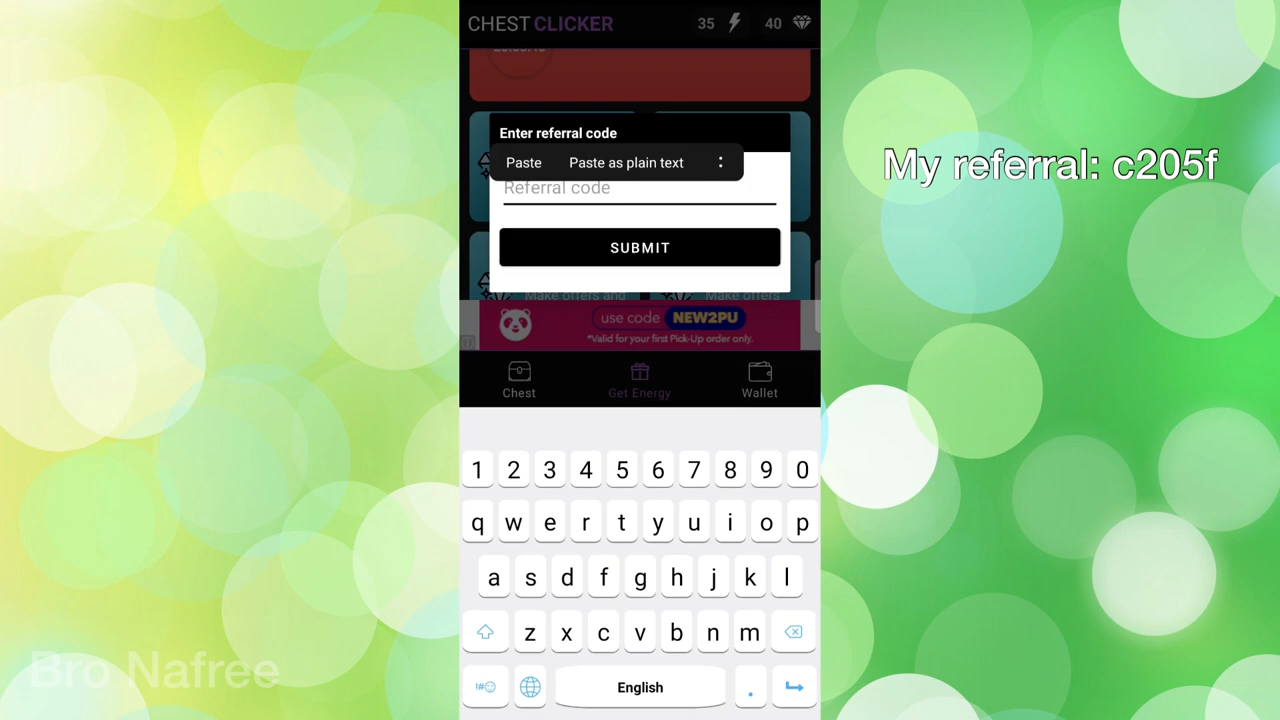 CHEST CLICKER
35
40
Enter referral code
Paste
Paste as plain text
Referral code
SUBMIT
Make offers and
Make offers
use code NEW2PU
*Valid for your first Pick-Up order only.
Chest
Get Energy
Wallet
1 2 3 4 5 6 7 8 9 0
q w e r t y u i o p
a s d f g h j k l
z x c v b n m
!#☺
English
.
My referral: c205f
Bro Nafree